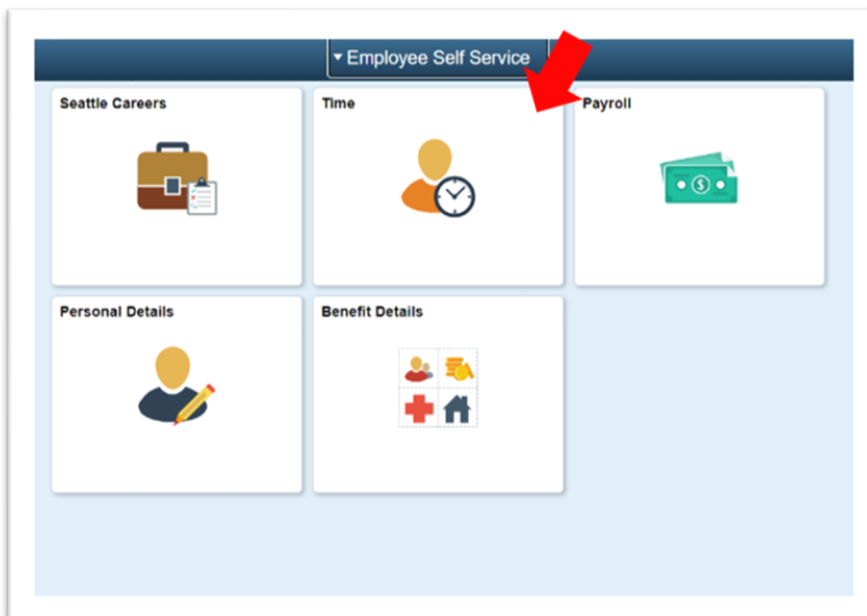 Employee Self Service
Seattle Careers
Time
Payroll
Personal Details
Benefit Details